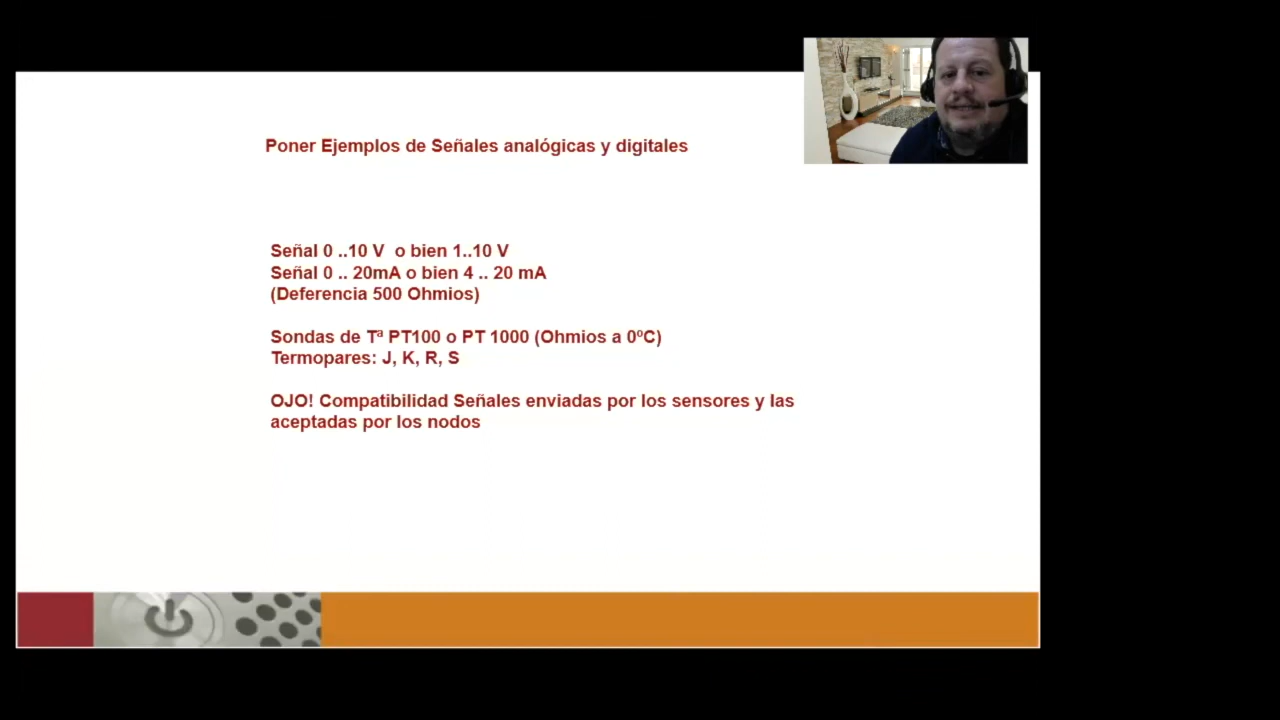 Poner Ejemplos de Señales analógicas y digitales
Señal 0 ..10 V o bien 1..10 V
Señal 0 .. 20mA o bien 4 .. 20 mA
(Deferencia 500 Ohmios)
Sondas de Tª PT100 o PT 1000 (Ohmios a 0ºC)
Termopares: J, K, R, S
OJO! Compatibilidad Señales enviadas por los sensores y las
aceptadas por los nodos